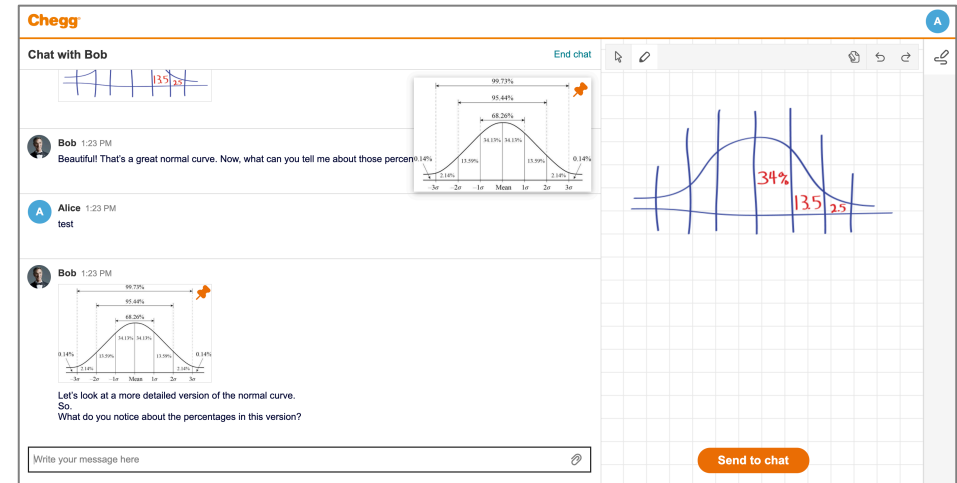 Chegg
A
Chat with Bob
End chat
13.5 2.5
99.73%
95.44%
68.26%
34.13% 34.13%
0.14% 13.59% 13.59% 0.14%
2.14% 2.14%
−3σ −2σ −1σ Mean 1σ 2σ 3σ
Bob 1:23 PM
Beautiful! That's a great normal curve. Now, what can you tell me about those percen
A
Alice 1:23 PM
test
Bob 1:23 PM
99.73%
95.44%
68.26%
34.13% 34.13%
0.14% 13.59% 13.59% 0.14%
2.14% 2.14%
−3σ −2σ −1σ Mean 1σ 2σ 3σ
Let's look at a more detailed version of the normal curve.
So.
What do you notice about the percentages in this version?
Write your message here
34%
13.5 2.5
Send to chat